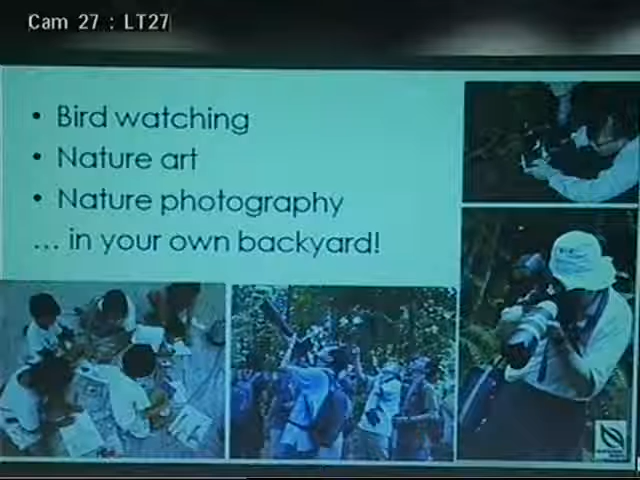 Cam 27 : LT27
• Bird watching
• Nature art
• Nature photography
... in your own backyard!